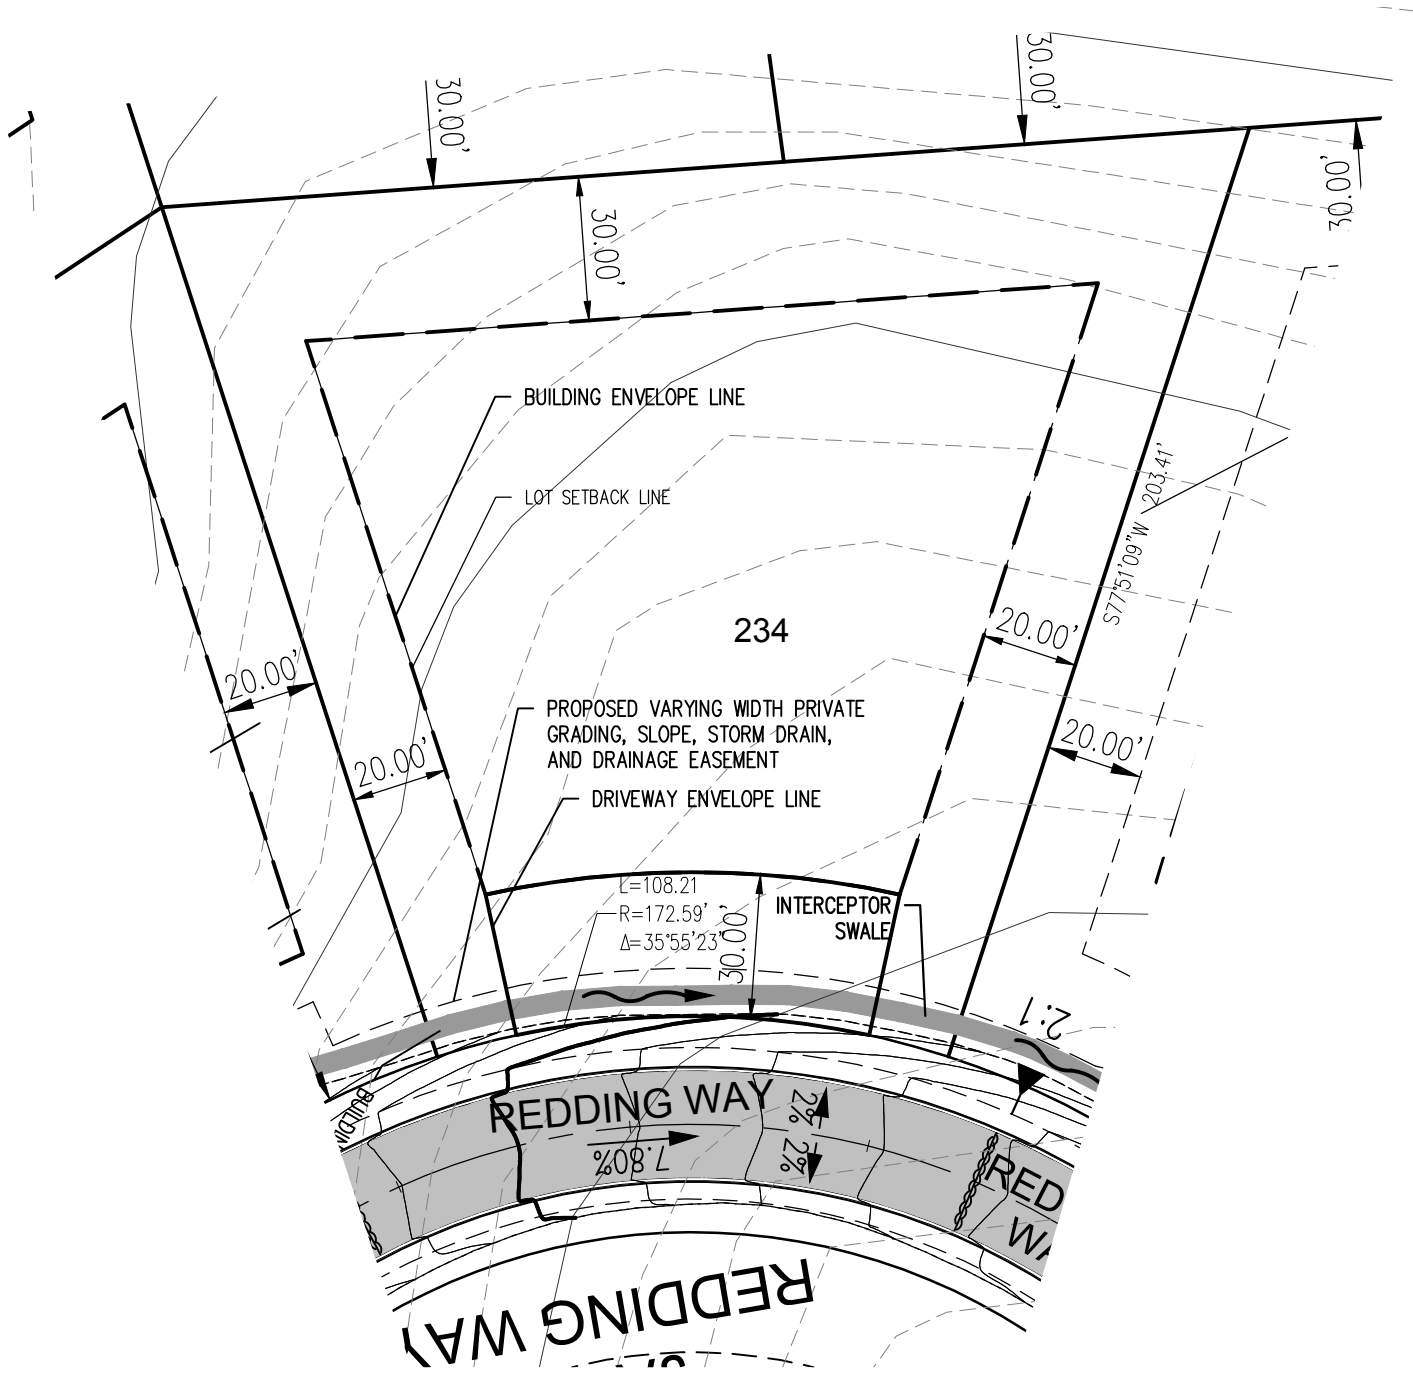 30.00'
30.00'
30.00'
30.00'
BUILDING ENVELOPE LINE
LOT SETBACK LINE
S77°51'09"W 203.41'
234
20.00'
20.00'
20.00'
20.00'
PROPOSED VARYING WIDTH PRIVATE
GRADING, SLOPE, STORM DRAIN,
AND DRAINAGE EASEMENT
DRIVEWAY ENVELOPE LINE
L=108.21
R=172.59'
Δ=35°55'23"
30.00'
INTERCEPTOR
SWALE
2:1
REDDING WAY
7.80%
2%
2%
RED
REDDING WAY